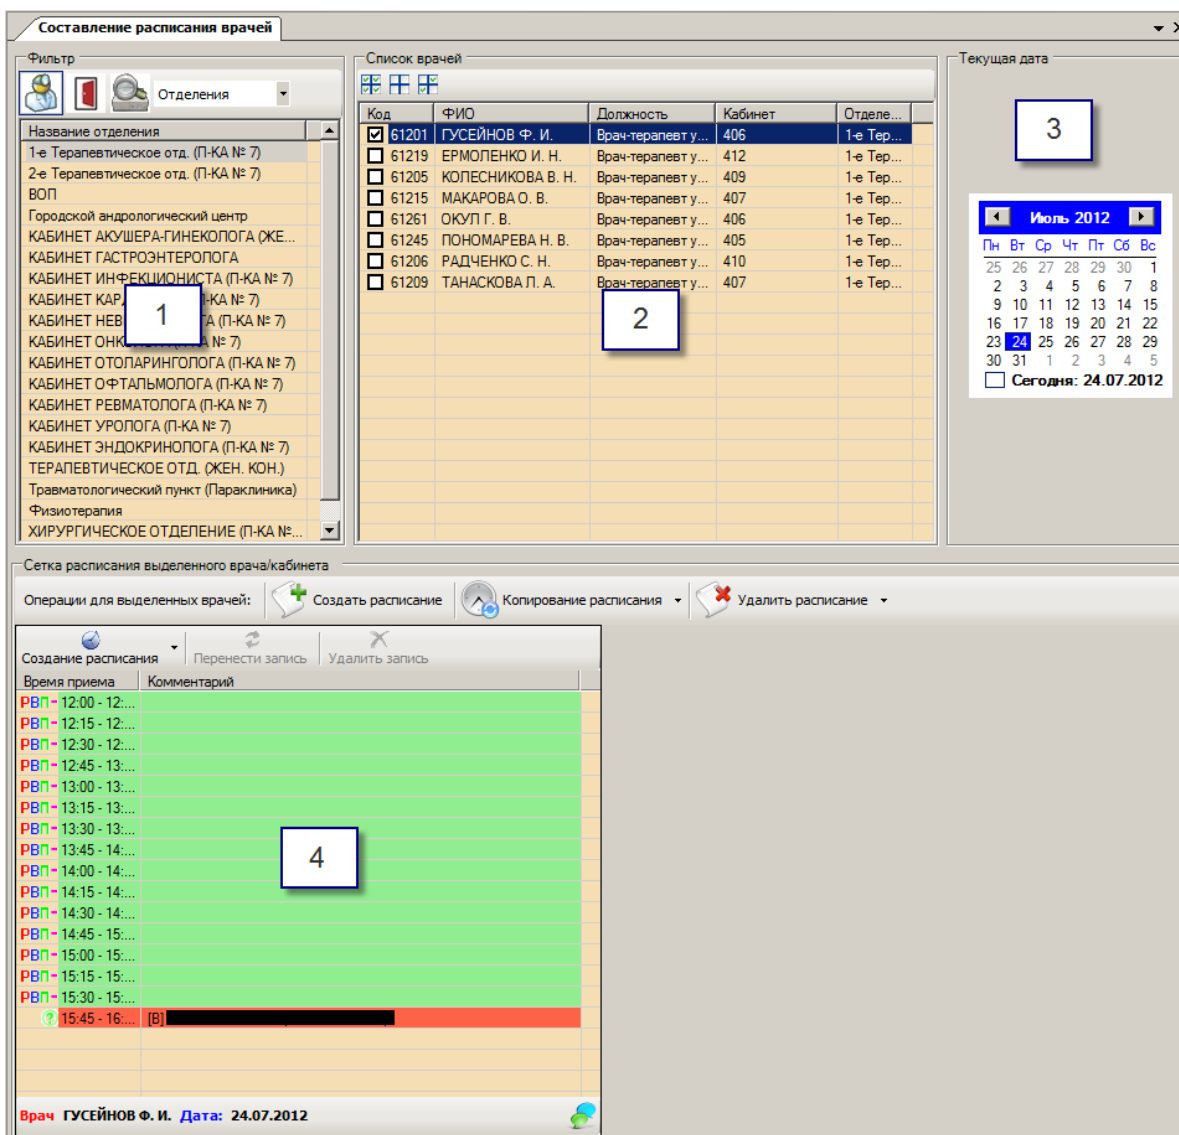 Составление расписания врачей
Фильтр
Отделения
Название отделения
1-е Терапевтическое отд. (П-КА № 7)
2-е Терапевтическое отд. (П-КА № 7)
ВОП
Городской андрологический центр
КАБИНЕТ АКУШЕРА-ГИНЕКОЛОГА (ЖЕ...
КАБИНЕТ ГАСТРОЭНТЕРОЛОГА
КАБИНЕТ ИНФЕКЦИОНИСТА (П-КА № 7)
КАБИНЕТ -КА № 7)
КАБИНЕТ ГА (П-КА № 7)
КАБИНЕТ № 7)
КАБИНЕТ ОТОЛАРИНГОЛОГА (П-КА № 7)
КАБИНЕТ ОФТАЛЬМОЛОГА (П-КА № 7)
КАБИНЕТ РЕВМАТОЛОГА (П-КА № 7)
КАБИНЕТ УРОЛОГА (П-КА № 7)
КАБИНЕТ ЭНДОКРИНОЛОГА (П-КА № 7)
ТЕРАПЕВТИЧЕСКОЕ ОТД. (ЖЕН. КОН.)
Травматологический пункт (Параклиника)
Физиотерапия
ХИРУРГИЧЕСКОЕ ОТДЕЛЕНИЕ (П-КА №...
1
Список врачей
Код ФИО Должность Кабинет Отделе...
61201 ГУСЕЙНОВ Ф. И. Врач-терапевт у... 406 1-е Тер...
61219 ЕРМОЛЕНКО И. Н. Врач-терапевт у... 412 1-е Тер...
61205 КОЛЕСНИКОВА В. Н. Врач-терапевт у... 409 1-е Тер...
61215 МАКАРОВА О. В. Врач-терапевт у... 407 1-е Тер...
61261 ОКУЛ Г. В. Врач-терапевт у... 406 1-е Тер...
61245 ПОНОМАРЕВА Н. В. Врач-терапевт у... 405 1-е Тер...
61206 РАДЧЕНКО С. Н. Врач-терапевт у... 410 1-е Тер...
61209 ТАНАСКОВА Л. А. Врач-терапевт у... 407 1-е Тер...
2
Текущая дата
3
Июль 2012
Пн Вт Ср Чт Пт Сб Вс
25 26 27 28 29 30 1
2 3 4 5 6 7 8
9 10 11 12 13 14 15
16 17 18 19 20 21 22
23 24 25 26 27 28 29
30 31 1 2 3 4 5
Сегодня: 24.07.2012
Сетка расписания выделенного врача/кабинета
Операции для выделенных врачей: Создать расписание Копирование расписания Удалить расписание
Создание расписания Перенести запись Удалить запись
Время приема Комментарий
РВП- 12:00 - 12:...
РВП- 12:15 - 12:...
РВП- 12:30 - 12:...
РВП- 12:45 - 13:...
РВП- 13:00 - 13:...
РВП- 13:15 - 13:...
РВП- 13:30 - 13:...
РВП- 13:45 - 14:...
РВП- 14:00 - 14:...
РВП- 14:15 - 14:...
РВП- 14:30 - 14:...
РВП- 14:45 - 15:...
РВП- 15:00 - 15:...
РВП- 15:15 - 15:...
РВП- 15:30 - 15:...
? 15:45 - 16:... [В]
4
Врач ГУСЕЙНОВ Ф. И. Дата: 24.07.2012